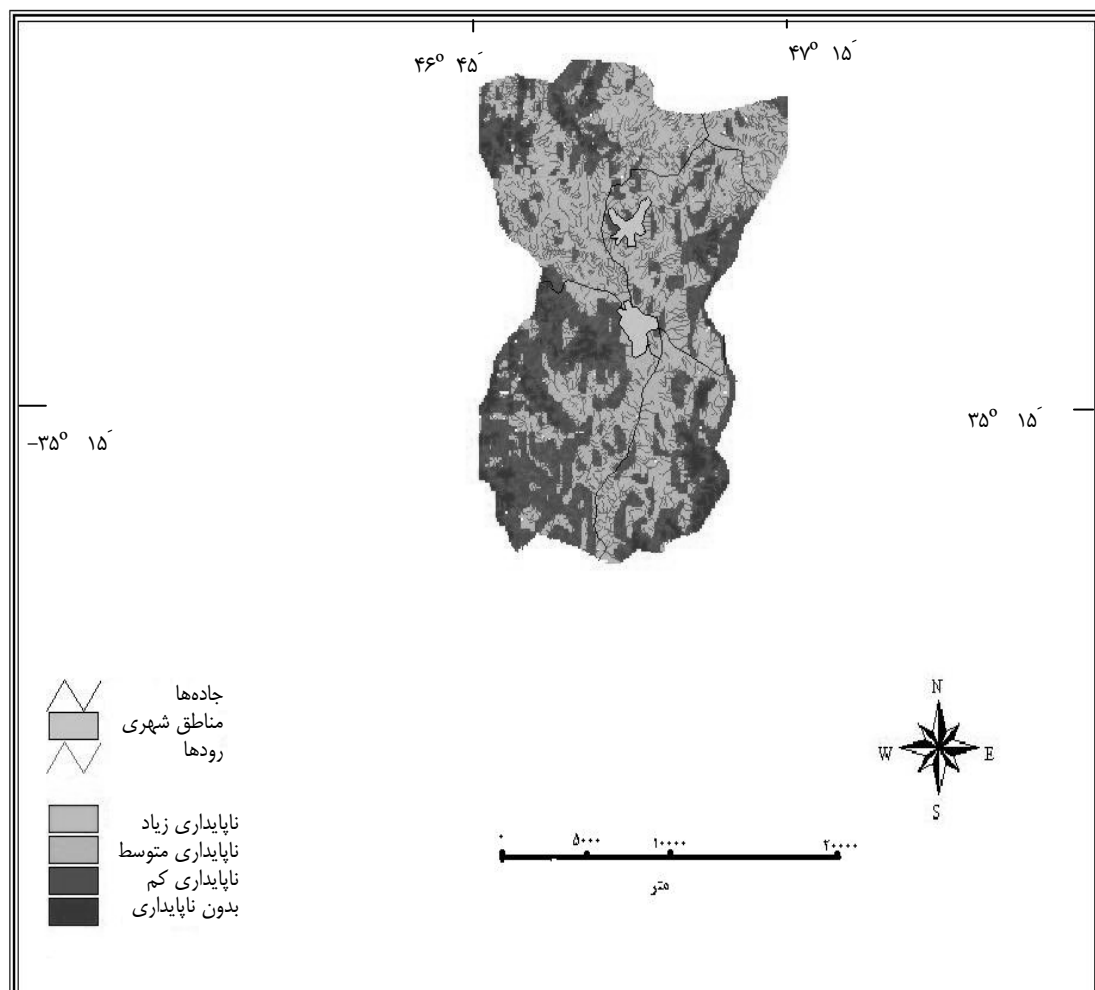 ۴۶° ۴۵´
۴۷° ۱۵´
-۳۵° ۱۵´
۳۵° ۱۵´
جاده‌ها
مناطق شهری
رودها
ناپایداری زیاد
ناپایداری متوسط
ناپایداری کم
بدون ناپایداری
N
W
E
S
۰
۵۰۰۰
۱۰۰۰۰
۲۰۰۰۰
متر